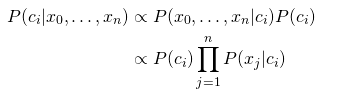 P(c_i|x_0, . . . , x_n) ∝ P(x_0, . . . , x_n|c_i)P(c_i)
∝ P(c_i) ∏_{j=1}^{n} P(x_j|c_i)